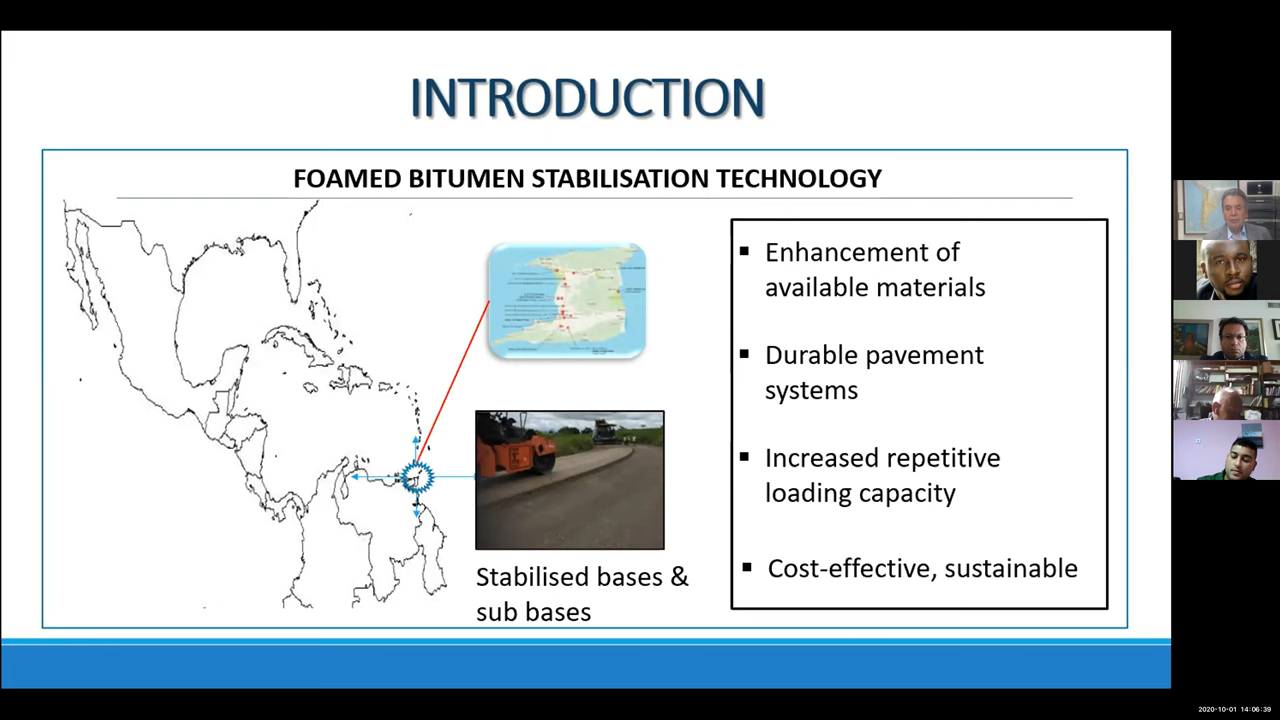 INTRODUCTION
FOAMED BITUMEN STABILISATION TECHNOLOGY
▪ Enhancement of
available materials
▪ Durable pavement
systems
▪ Increased repetitive
loading capacity
▪ Cost-effective, sustainable
Stabilised bases &
sub bases
2020-10-01 14:06:39